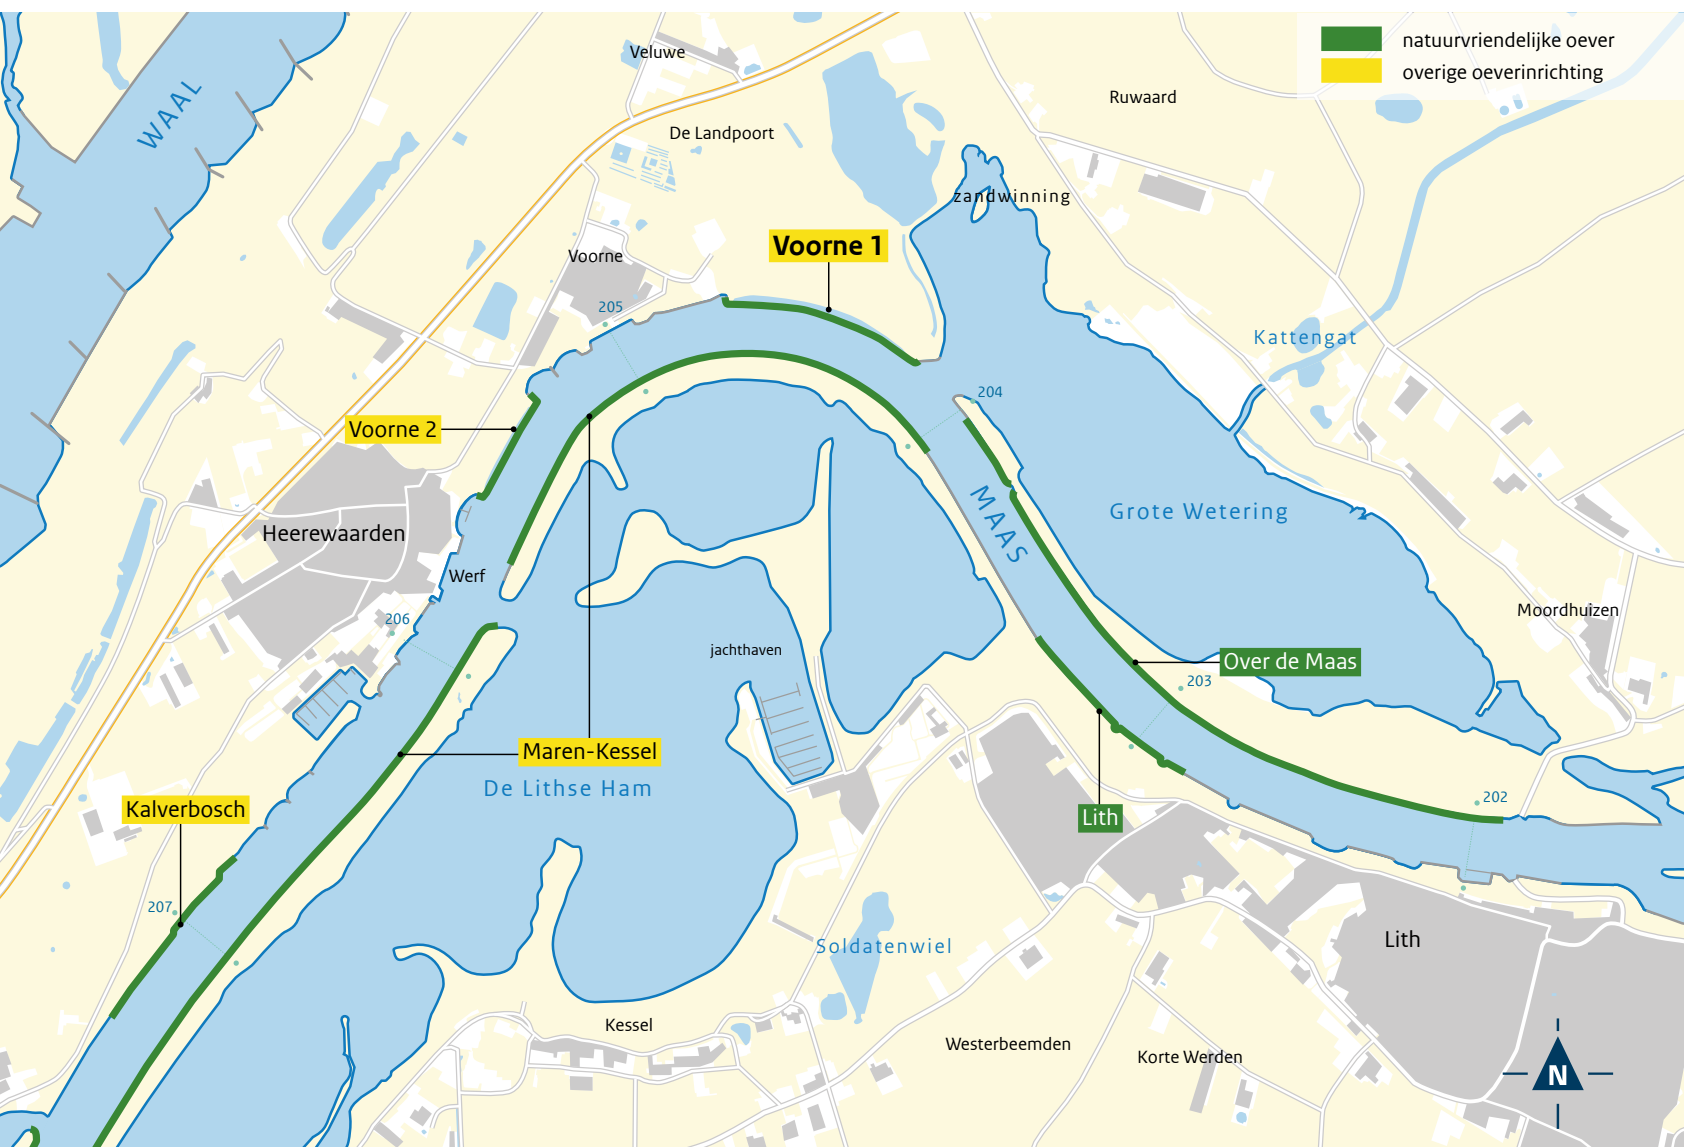 natuurvriendelijke oever
overige oeverinrichting
WAAL
Veluwe
De Landpoort
Ruwaard
zandwinning
Voorne 1
Voorne
205
Kattengat
204
Voorne 2
MAAS
Grote Wetering
Heerewaarden
Werf
206
Moordhuizen
jachthaven
Over de Maas
203
Maren-Kessel
De Lithse Ham
202
Kalverbosch
Lith
207
Soldatenwiel
Lith
Kessel
Westerbeemden
Korte Werden
N